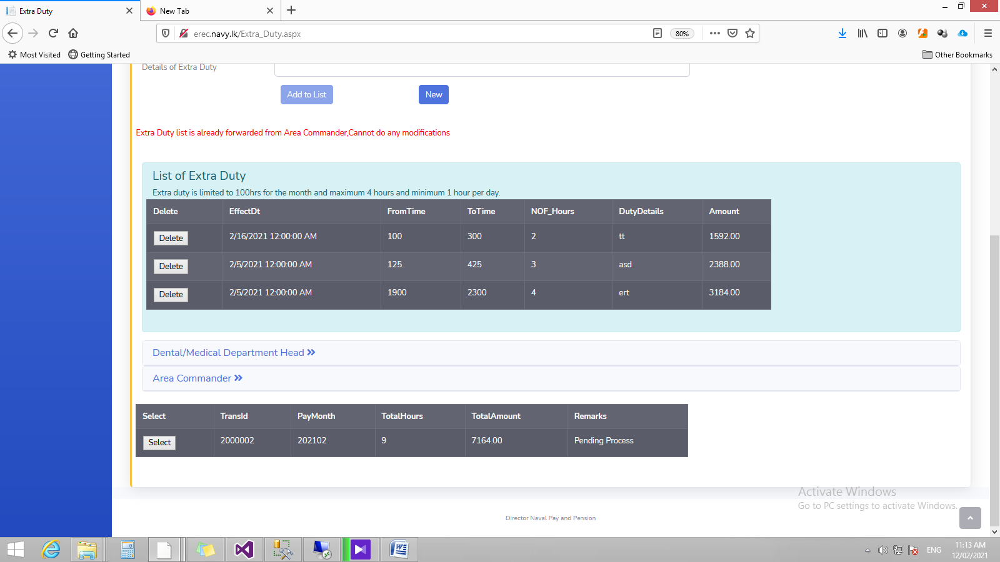 Extra Duty
New Tab
erec.navy.lk/Extra_Duty.aspx
80%
Most Visited
Getting Started
Other Bookmarks
Details of Extra Duty
Add to List
New
Extra Duty list is already forwarded from Area Commander,Cannot do any modifications
List of Extra Duty
Extra duty is limited to 100hrs for the month and maximum 4 hours and minimum 1 hour per day.
Delete EffectDt FromTime ToTime NOF_Hours DutyDetails Amount
Delete 2/16/2021 12:00:00 AM 100 300 2 tt 1592.00
Delete 2/5/2021 12:00:00 AM 125 425 3 asd 2388.00
Delete 2/5/2021 12:00:00 AM 1900 2300 4 ert 3184.00
Dental/Medical Department Head
Area Commander
Select TransId PayMonth TotalHours TotalAmount Remarks
Select 2000002 202102 9 7164.00 Pending Process
Activate Windows
Go to PC settings to activate Windows.
Director Naval Pay and Pension
ENG
11:13 AM
12/02/2021